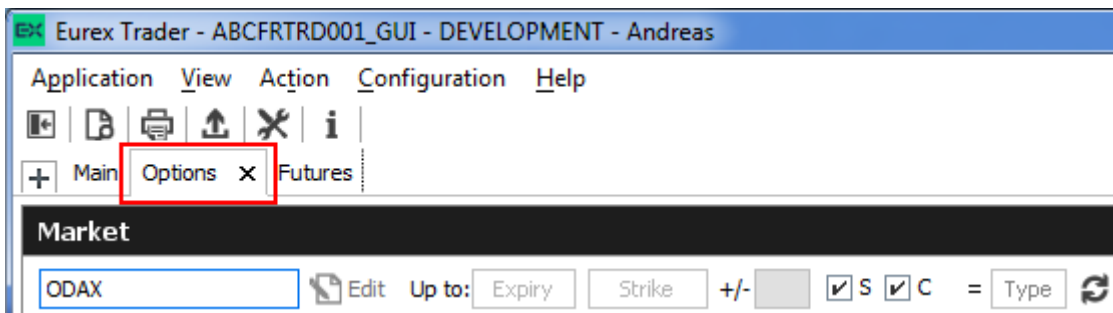 EX Eurex Trader - ABCFRTRD001_GUI - DEVELOPMENT - Andreas
Application View Action Configuration Help
i
+ Main Options × Futures
Market
ODAX Edit Up to: Expiry Strike +/- S C = Type